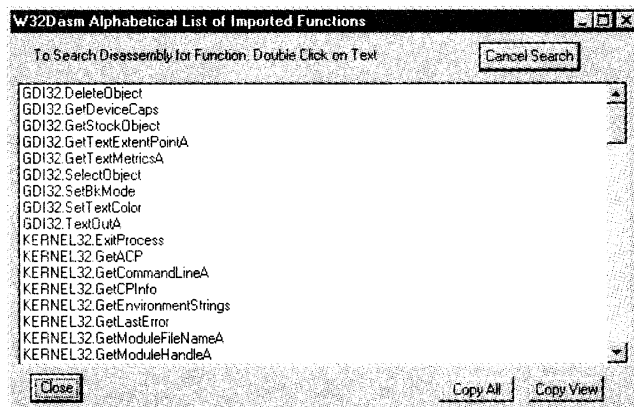 W32Dasm Alphabetical List of Imported Functions
To Search Disassembly for Function. Double Click on Text
Cancel Search
GDI32.DeleteObject
GDI32.GetDeviceCaps
GDI32.GetStockObject
GDI32.GetTextExtentPointA
GDI32.GetTextMetricsA
GDI32.SelectObject
GDI32.SetBkMode
GDI32.SetTextColor
GDI32.TextOutA
KERNEL32.ExitProcess
KERNEL32.GetACP
KERNEL32.GetCommandLineA
KERNEL32.GetCPInfo
KERNEL32.GetEnvironmentStrings
KERNEL32.GetLastError
KERNEL32.GetModuleFileNameA
KERNEL32.GetModuleHandleA
Close
Copy All
Copy View